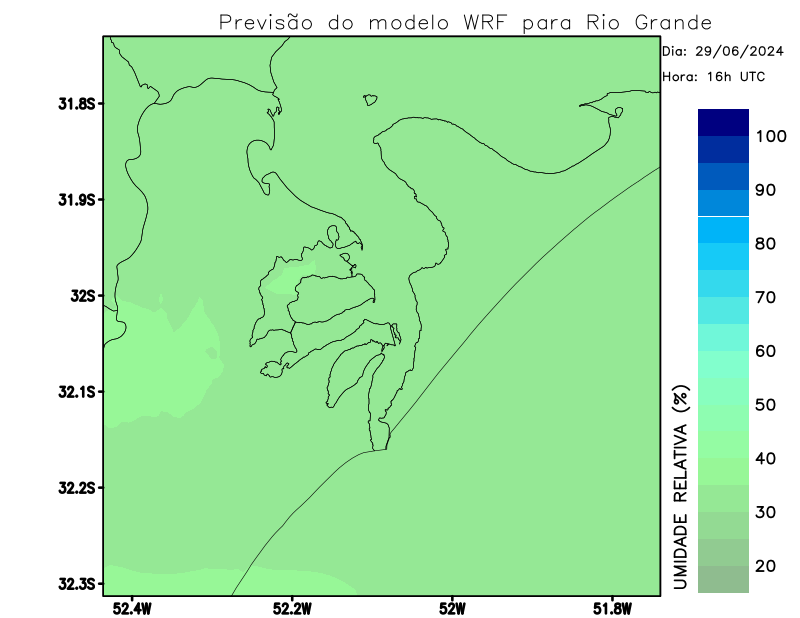 Previsão do modelo WRF para Rio Grande
Dia: 29/06/2024
Hora: 16h UTC
31.8S
31.9S
32S
32.1S
32.2S
32.3S
52.4W
52.2W
52W
51.8W
100
90
80
70
60
50
40
30
20
UMIDADE RELATIVA (%)